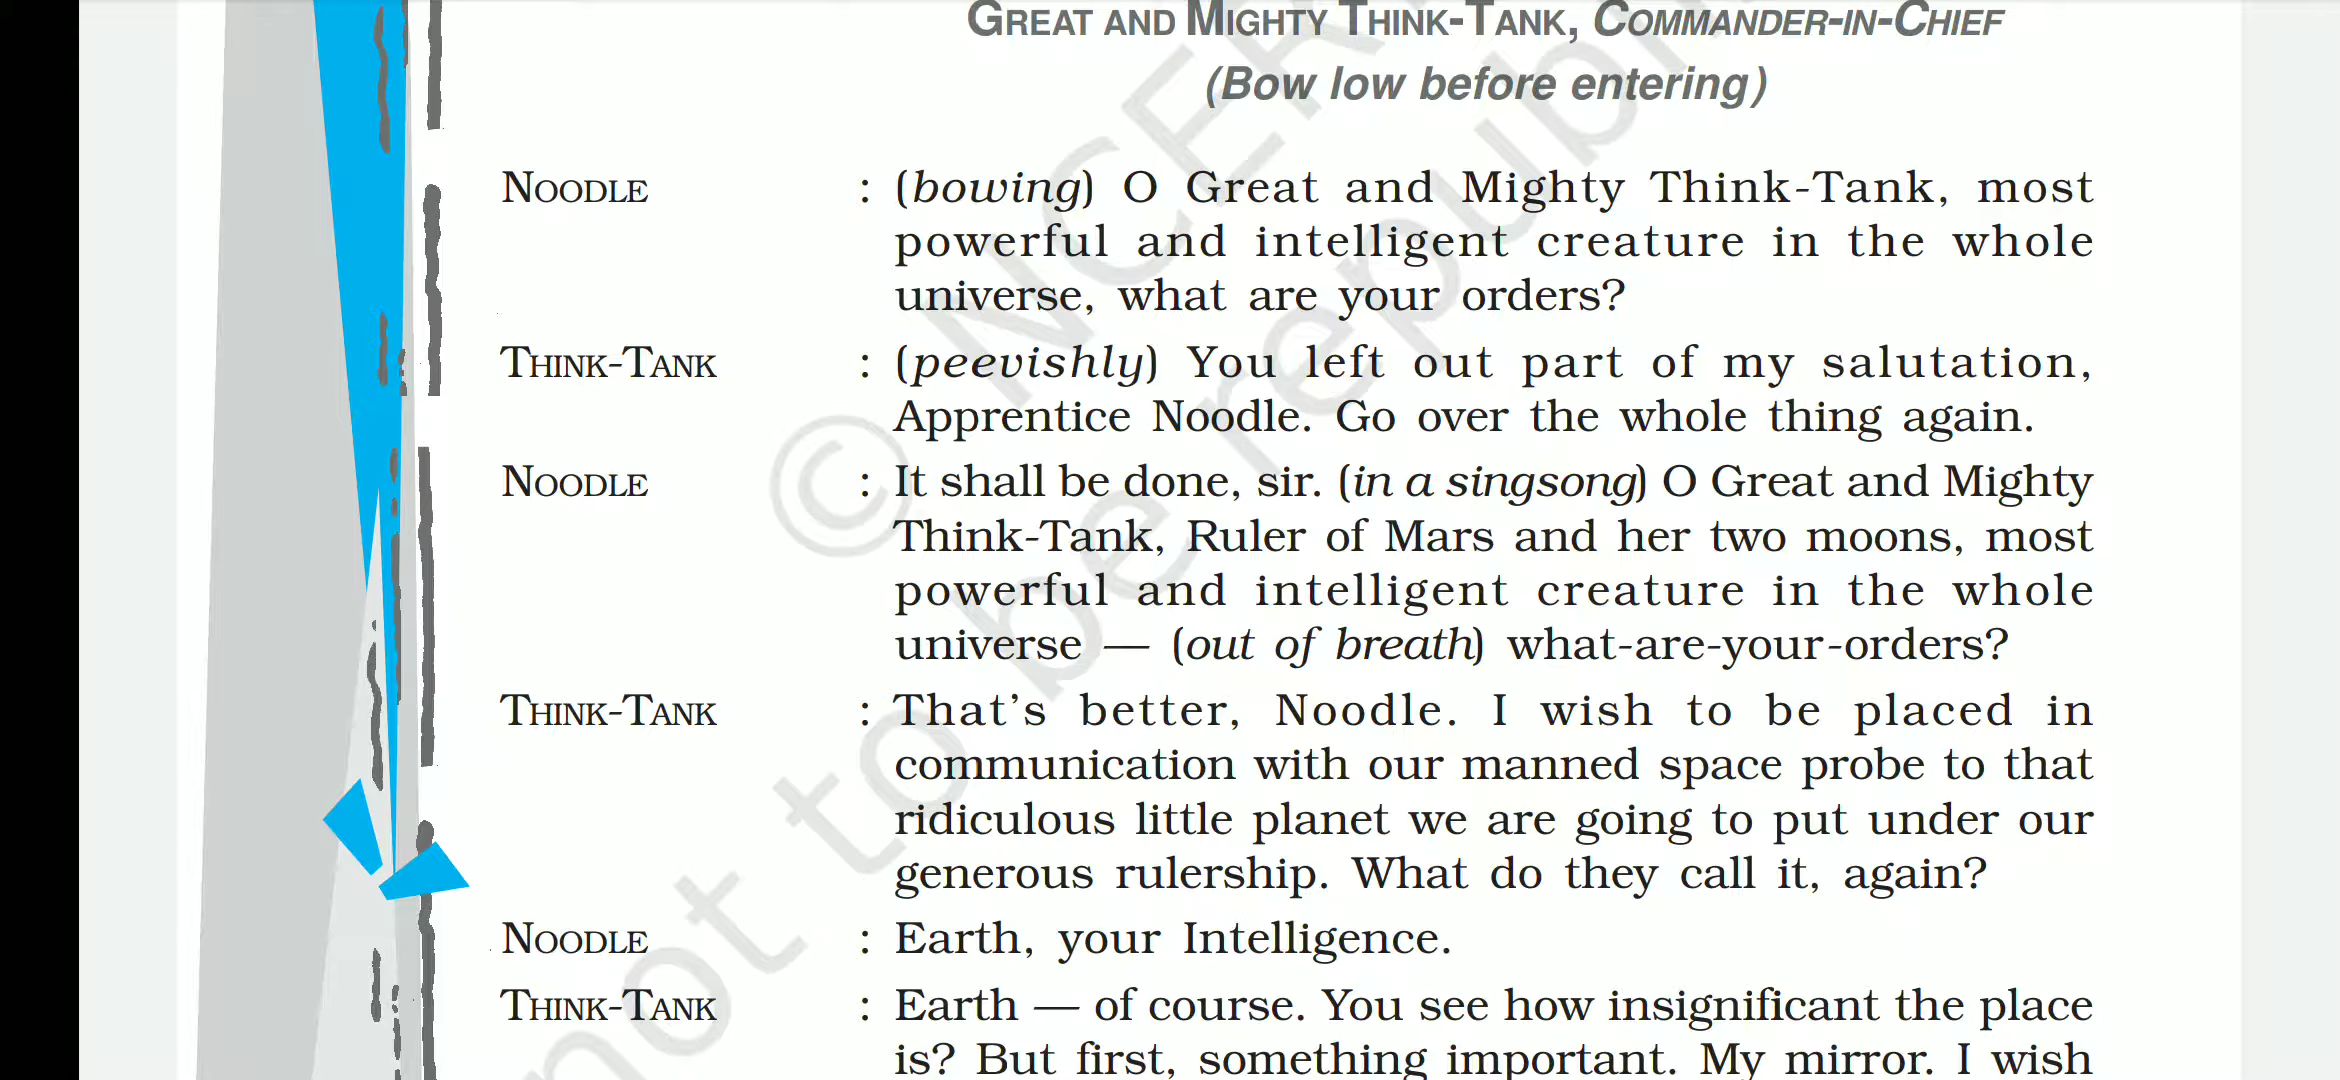 GREAT AND MIGHTY THINK-TANK, COMMANDER-IN-CHIEF
(Bow low before entering)
NOODLE : (bowing) O Great and Mighty Think-Tank, most
powerful and intelligent creature in the whole
universe, what are your orders?
THINK-TANK : (peevishly) You left out part of my salutation,
Apprentice Noodle. Go over the whole thing again.
NOODLE : It shall be done, sir. (in a singsong) O Great and Mighty
Think-Tank, Ruler of Mars and her two moons, most
powerful and intelligent creature in the whole
universe — (out of breath) what-are-your-orders?
THINK-TANK : That's better, Noodle. I wish to be placed in
communication with our manned space probe to that
ridiculous little planet we are going to put under our
generous rulership. What do they call it, again?
NOODLE : Earth, your Intelligence.
THINK-TANK : Earth — of course. You see how insignificant the place
is? But first, something important. My mirror. I wish
© NCER
not to be republi